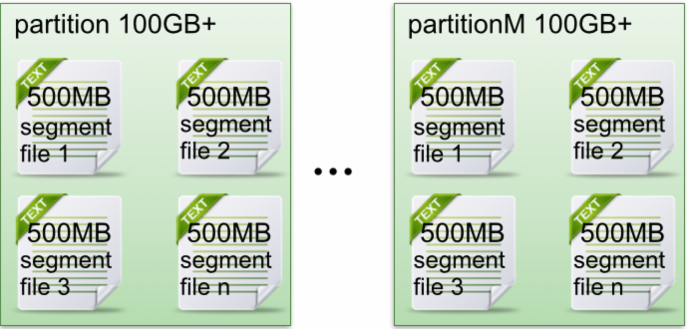 partition 100GB+
TEXT
500MB
segment
file 1
TEXT
500MB
segment
file 2
TEXT
500MB
segment
file 3
TEXT
500MB
segment
file n
...
partitionM 100GB+
TEXT
500MB
segment
file 1
TEXT
500MB
segment
file 2
TEXT
500MB
segment
file 3
TEXT
500MB
segment
file n